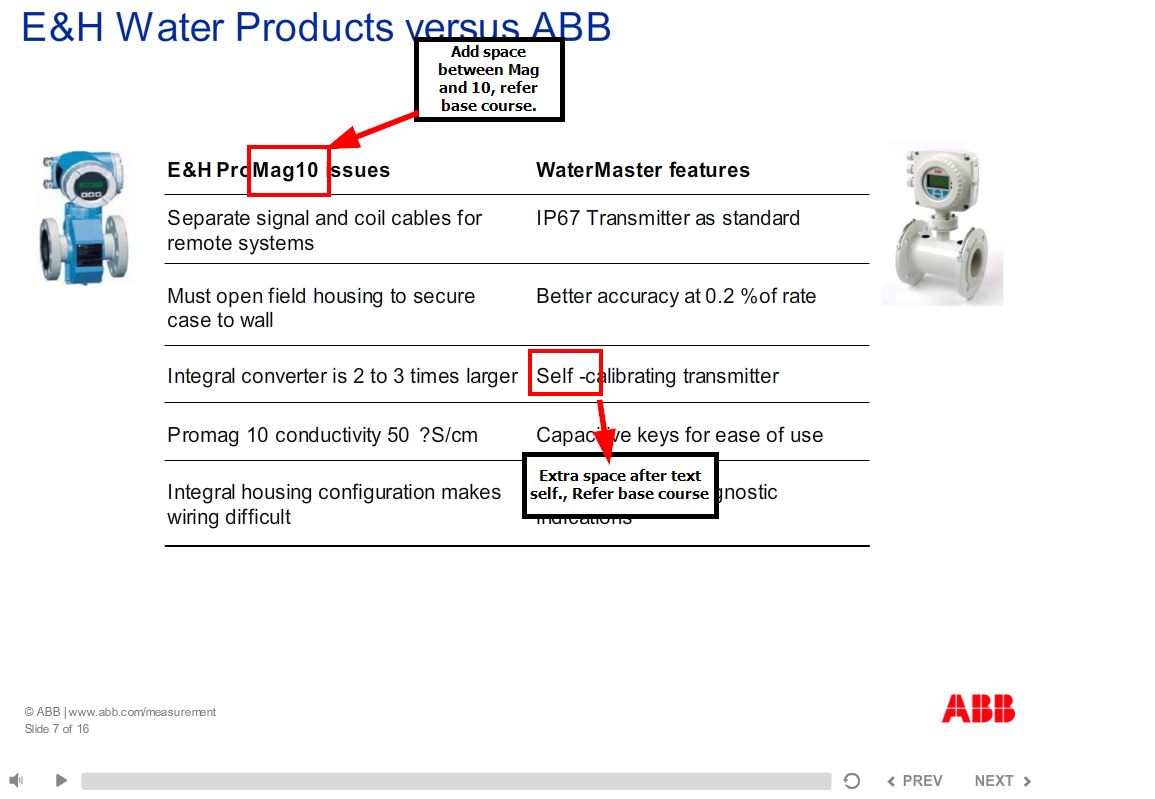 E&H Water Products versus ABB
Add space
between Mag
and 10, refer
base course.
E&H ProMag10 issues
WaterMaster features
Separate signal and coil cables for
remote systems
IP67 Transmitter as standard
Must open field housing to secure
case to wall
Better accuracy at 0.2 %of rate
Integral converter is 2 to 3 times larger
Self -calibrating transmitter
Promag 10 conductivity 50 ?S/cm
Capacitive keys for ease of use
Extra space after text
self., Refer base course
Integral housing configuration makes
wiring difficult
indications
© ABB | www.abb.com/measurement
Slide 7 of 16
ABB
PREV
NEXT